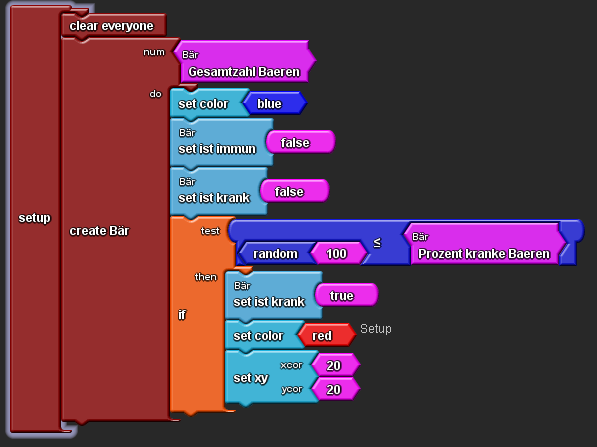 clear everyone
num
Bär
Gesamtzahl Baeren
do
set color blue
Bär
set ist immun false
Bär
set ist krank false
setup
create Bär
test
random 100 ≤
Bär
Prozent kranke Baeren
then
if
Bär
set ist krank true
set color red Setup
set xy
xcor 20
ycor 20